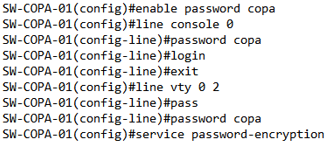 SW-COPA-01(config)#enable password copa
SW-COPA-01(config)#line console 0
SW-COPA-01(config-line)#password copa
SW-COPA-01(config-line)#login
SW-COPA-01(config-line)#exit
SW-COPA-01(config)#line vty 0 2
SW-COPA-01(config-line)#pass
SW-COPA-01(config-line)#password copa
SW-COPA-01(config-line)#service password-encryption